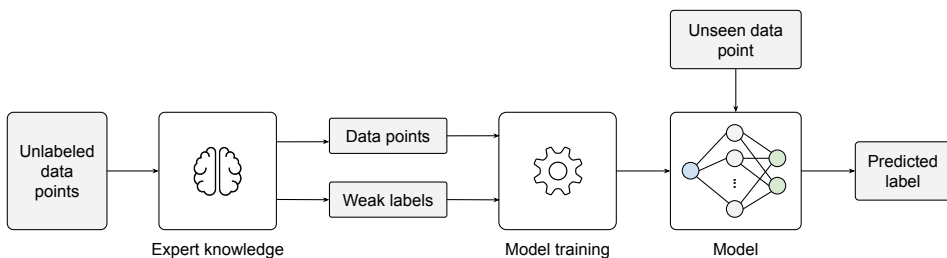 Unseen data
point
Unlabeled
data
points
Data points
Weak labels
Predicted
label
Expert knowledge
Model training
Model